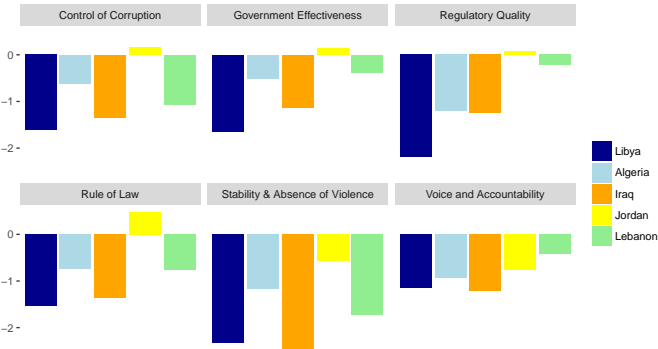 Control of Corruption
Government Effectiveness
Regulatory Quality
0
−1
−2
Rule of Law
Stability & Absence of Violence
Voice and Accountability
0
−1
−2
Libya
Algeria
Iraq
Jordan
Lebanon